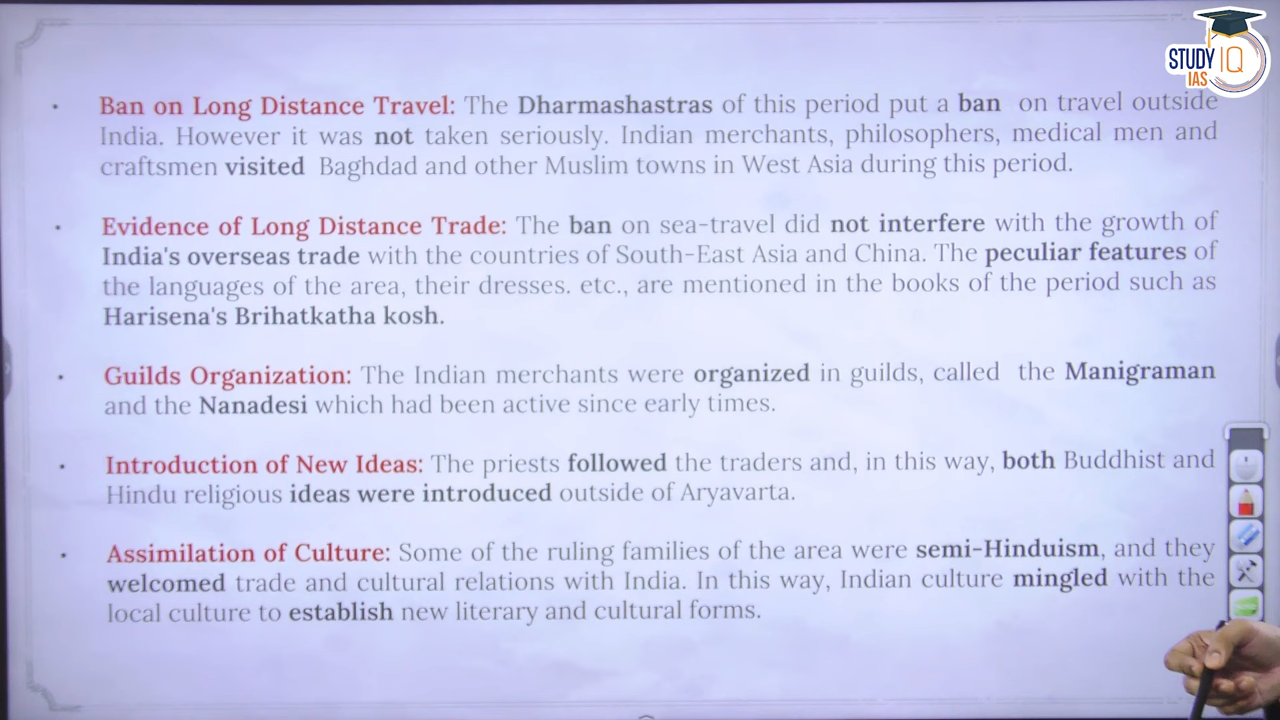 STUDY IQ
IAS
• Ban on Long Distance Travel: The Dharmashastras of this period put a ban on travel outside
India. However it was not taken seriously. Indian merchants, philosophers, medical men and
craftsmen visited Baghdad and other Muslim towns in West Asia during this period.
• Evidence of Long Distance Trade: The ban on sea-travel did not interfere with the growth of
India's overseas trade with the countries of South-East Asia and China. The peculiar features of
the languages of the area, their dresses. etc., are mentioned in the books of the period such as
Harisena's Brihatkatha kosh.
• Guilds Organization: The Indian merchants were organized in guilds, called the Manigraman
and the Nanadesi which had been active since early times.
• Introduction of New Ideas: The priests followed the traders and, in this way, both Buddhist and
Hindu religious ideas were introduced outside of Aryavarta.
• Assimilation of Culture: Some of the ruling families of the area were semi-Hinduism, and they
welcomed trade and cultural relations with India. In this way, Indian culture mingled with the
local culture to establish new literary and cultural forms.